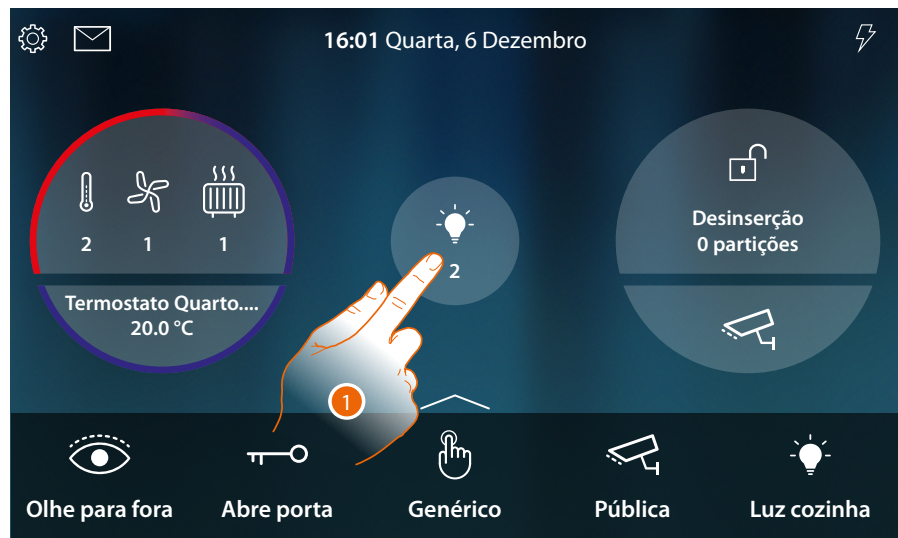 16:01 Quarta, 6 Dezembro
2 1 1
Termostato Quarto....
20.0 °C
2
1
Desinserção
0 partições
Olhe para fora
Abre porta
Genérico
Pública
Luz cozinha